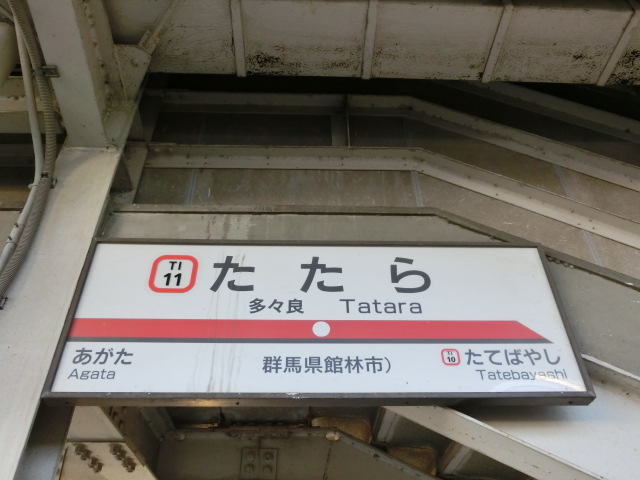 TI
11
たたら
多々良 Tatara
あがた
Agata
群馬県館林市)
TI
10
たてばやし
Tatebayashi